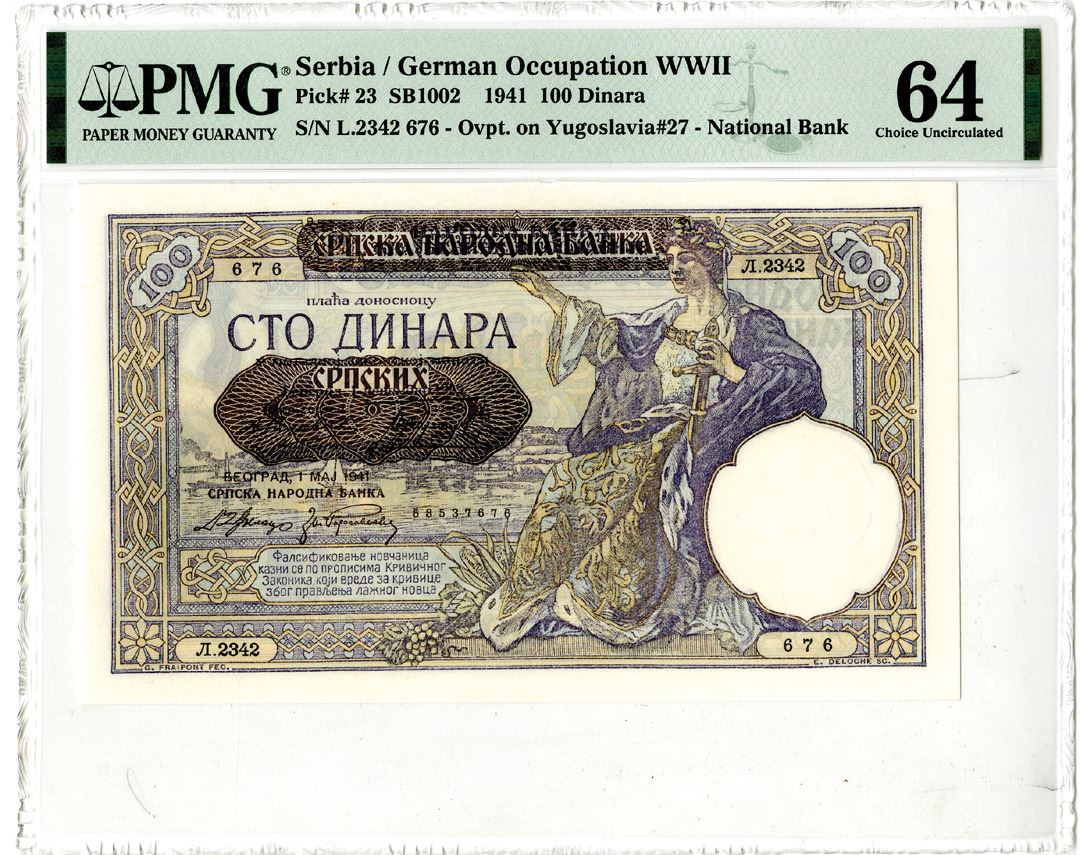 PMG®
PAPER MONEY GUARANTY
Serbia / German Occupation WWII
Pick# 23 SB1002 1941 100 Dinara
S/N L.2342 676 - Ovpt. on Yugoslavia#27 - National Bank
64
Choice Uncirculated
СРПСКА НАРОДНА БАНКА
100
676
Л.2342
100
плаћа доносиоцу
СТО ДИНАРА
СРПСКИХ
БЕОГРАД, 1 МАЈ 1941
СРПСКА НАРОДНА БАНКА
58537676
Фалсификовање новчаница
казни се по прописима Кривичног
Законика који вреде за кривице
због прављења лажног новца
Л.2342
676
G. FRAIPONT FEC.
E. DELOCHE SC.